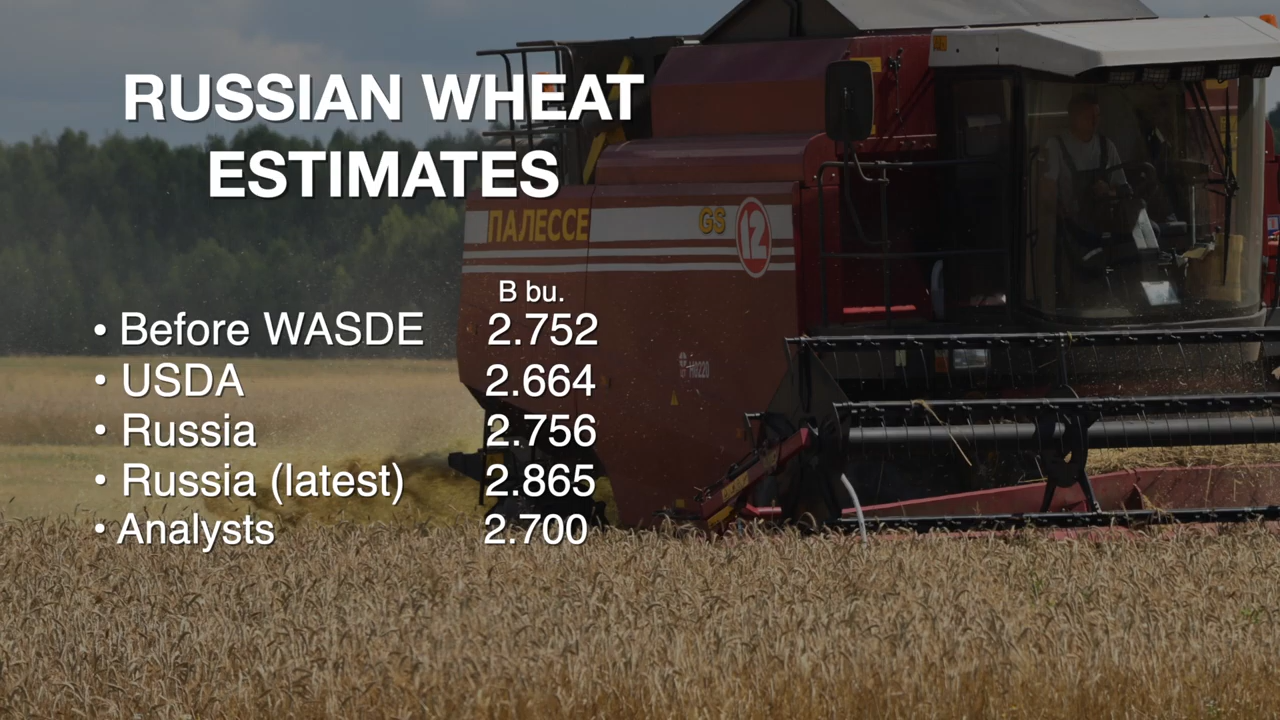 RUSSIAN WHEAT
ESTIMATES
ПАЛЕССЕ GS 12
B bu.
• Before WASDE 2.752
• USDA 2.664
• Russia 2.756
• Russia (latest) 2.865
• Analysts 2.700